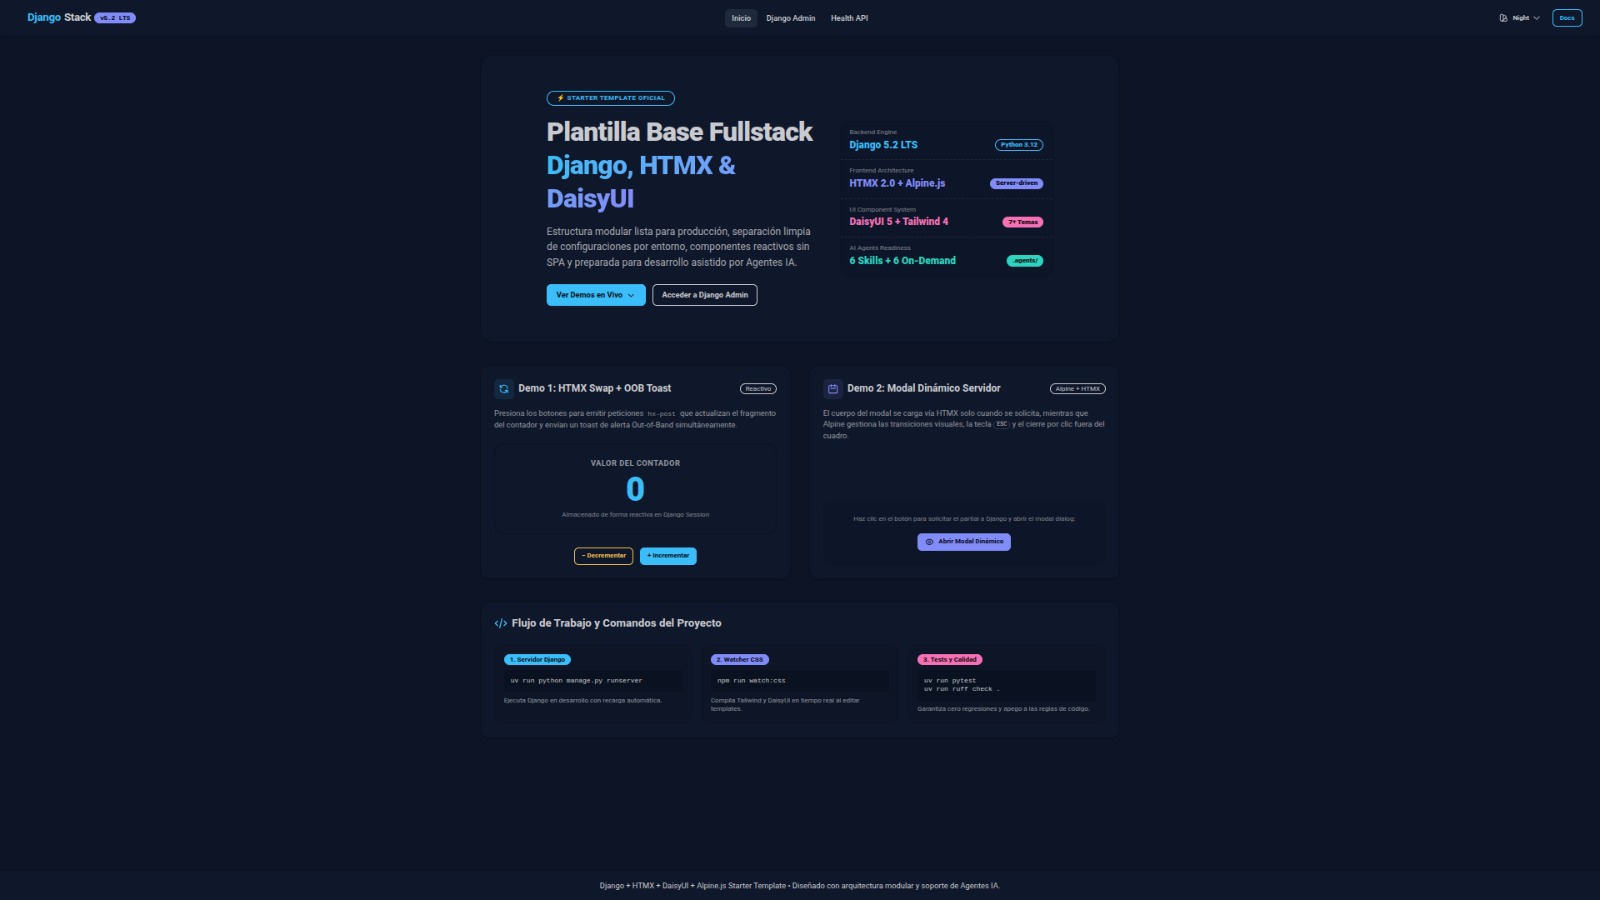 Django Stack v5.2 LTS
Inicio
Django Admin
Health API
Night
Docs
⚡ STARTER TEMPLATE OFICIAL
Plantilla Base Fullstack
Django, HTMX &
DaisyUI
Estructura modular lista para producción, separación limpia
de configuraciones por entorno, componentes reactivos sin
SPA y preparada para desarrollo asistido por Agentes IA.
Ver Demos en Vivo
Acceder a Django Admin
Backend Engine
Django 5.2 LTS
Python 3.12
Frontend Architecture
HTMX 2.0 + Alpine.js
Server-driven
UI Component System
DaisyUI 5 + Tailwind 4
7+ Temas
AI Agents Readiness
6 Skills + 6 On-Demand
.agents/
Demo 1: HTMX Swap + OOB Toast
Reactivo
Presiona los botones para emitir peticiones hx-post que actualizan el fragmento
del contador y envían un toast de alerta Out-of-Band simultáneamente.
VALOR DEL CONTADOR
0
Almacenado de forma reactiva en Django Session
- Decrementar
+ Incrementar
Demo 2: Modal Dinámico Servidor
Alpine + HTMX
El cuerpo del modal se carga vía HTMX solo cuando se solicita, mientras que
Alpine gestiona las transiciones visuales, la tecla ESC y el cierre por clic fuera del
cuadro.
Haz clic en el botón para solicitar el partial a Django y abrir el modal dialog:
Abrir Modal Dinámico
</> Flujo de Trabajo y Comandos del Proyecto
1. Servidor Django
uv run python manage.py runserver
Ejecuta Django en desarrollo con recarga automática.
2. Watcher CSS
npm run watch:css
Compila Tailwind y DaisyUI en tiempo real al editar
templates.
3. Tests y Calidad
uv run pytest
uv run ruff check .
Garantiza cero regresiones y apego a las reglas de código.
Django + HTMX + DaisyUI + Alpine.js Starter Template • Diseñado con arquitectura modular y soporte de Agentes IA.